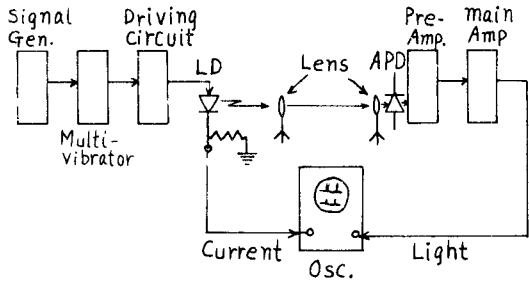 Signal
Gen.
Driving
Circuit
Pre-
Amp.
main
Amp
LD
Lens
APD
Multi-
vibrator
Current
Light
Osc.